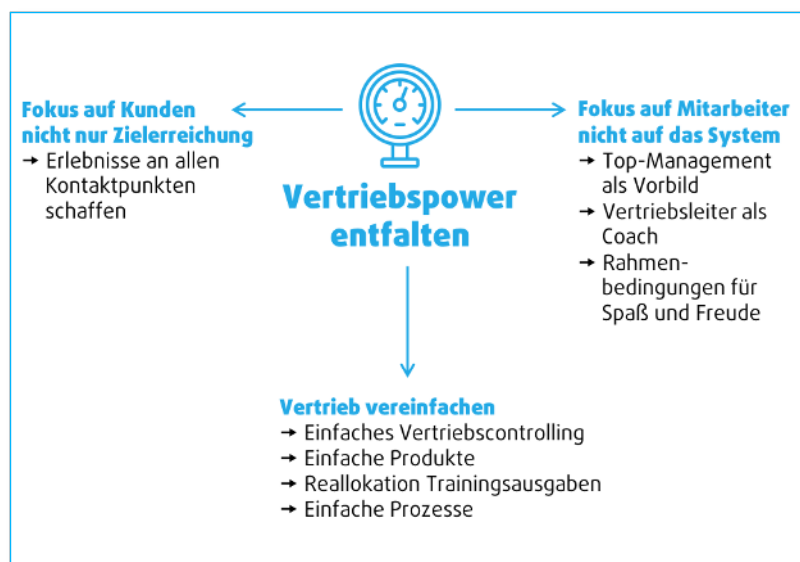 Fokus auf Kunden
nicht nur Zielerreichung
→ Erlebnisse an allen
Kontaktpunkten
schaffen
Vertriebspower
entfalten
Fokus auf Mitarbeiter
nicht auf das System
→ Top-Management
als Vorbild
→ Vertriebsleiter als
Coach
→ Rahmen-
bedingungen für
Spaß und Freude
Vertrieb vereinfachen
→ Einfaches Vertriebscontrolling
→ Einfache Produkte
→ Reallokation Trainingsausgaben
→ Einfache Prozesse